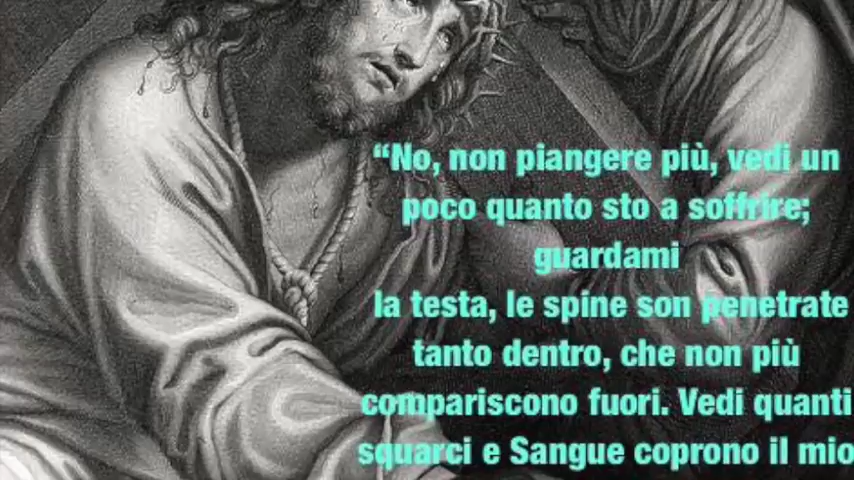 “No, non piangere più, vedi un
poco quanto sto a soffrire;
guardami
la testa, le spine son penetrate
tanto dentro, che non più
compariscono fuori. Vedi quanti
squarci e Sangue coprono il mio